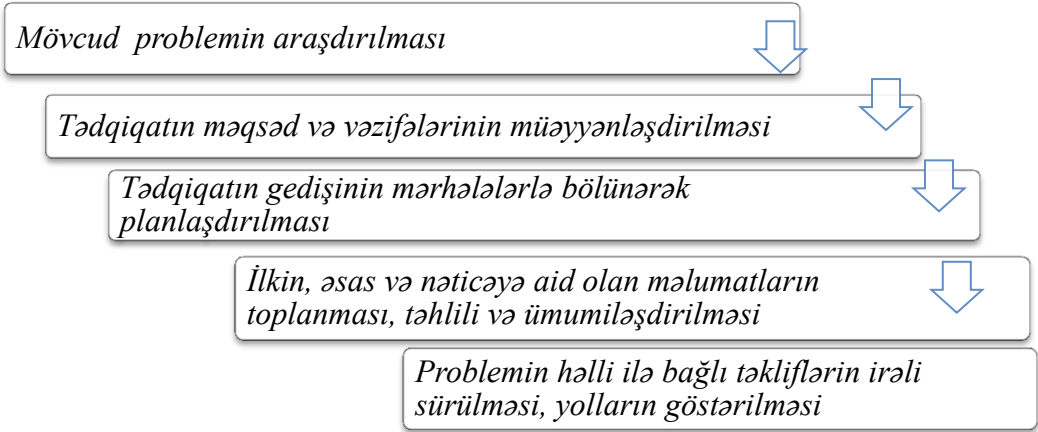 Mövcud problemin araşdırılması
Tədqiqatın məqsəd və vəzifələrinin müəyyənləşdirilməsi
Tədqiqatın gedişinin mərhələlərlə bölünərək
planlaşdırılması
İlkin, əsas və nəticəyə aid olan məlumatların
toplanması, təhlili və ümumiləşdirilməsi
Problemin həlli ilə bağlı təkliflərin irəli
sürülməsi, yolların göstərilməsi